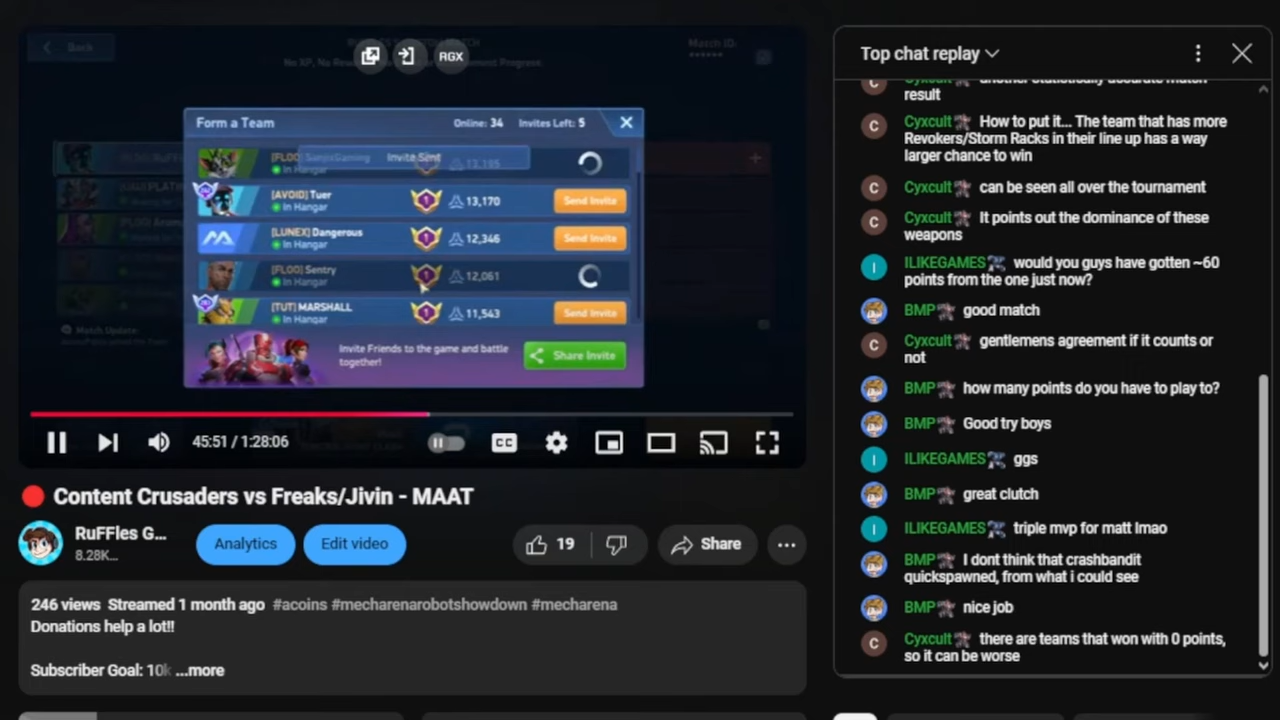 Back
Match ID:
RGX
Form a Team
Online: 34
Invites Left: 5
[FLOO] SanjxGaming
In Hangar
Invite Sent
13,195
[AVOID] Tuer
In Hangar
1
13,170
Send Invite
[LUNEX] Dangerous
In Hangar
1
12,346
Send Invite
[FLOO] Sentry
In Hangar
1
12,061
[TUT] MARSHALL
In Hangar
1
11,543
Send Invite
Invite Friends to the game and battle
together!
Share Invite
Match Update:
45:51 / 1:28:06
CC
Content Crusaders vs Freaks/Jivin - MAAT
RuFFles G...
8.28K...
Analytics
Edit video
19
Share
246 views Streamed 1 month ago #acoins #mecharenarobotshowdown #mecharena
Donations help a lot!!
Subscriber Goal: 10k ...more
Top chat replay
C Cyxcult another statistically accurate match
result
C Cyxcult How to put it... The team that has more
Revokers/Storm Racks in their line up has a way
larger chance to win
C Cyxcult can be seen all over the tournament
C Cyxcult It points out the dominance of these
weapons
I ILIKEGAMES would you guys have gotten ~60
points from the one just now?
BMP good match
C Cyxcult gentlemens agreement if it counts or
not
BMP how many points do you have to play to?
BMP Good try boys
I ILIKEGAMES ggs
BMP great clutch
I ILIKEGAMES triple mvp for matt lmao
BMP I dont think that crashbandit
quickspawned, from what i could see
BMP nice job
C Cyxcult there are teams that won with 0 points,
so it can be worse